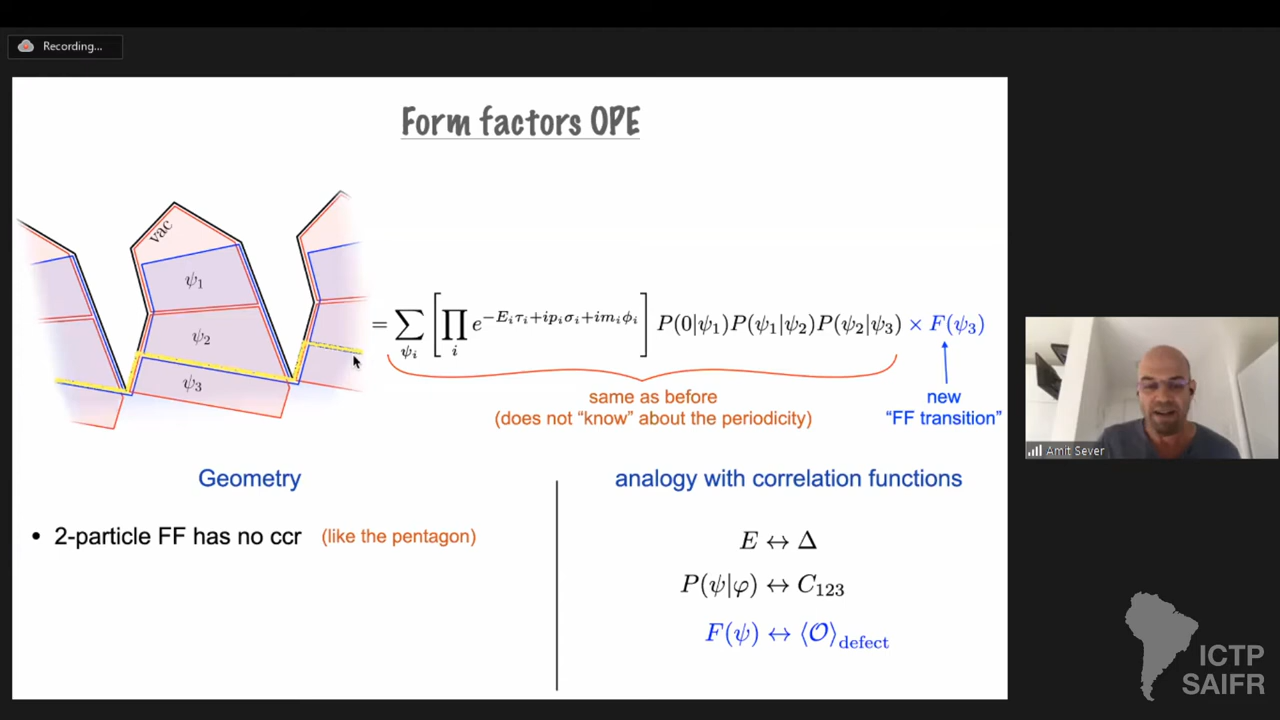 Recording...
Form factors OPE
vac
ψ₁
ψ₂
ψ₃
= ∑_{ψᵢ} [∏ᵢ e^{−Eᵢτᵢ+ipᵢσᵢ+imᵢϕᵢ}] P(0|ψ₁)P(ψ₁|ψ₂)P(ψ₂|ψ₃) × F(ψ₃)
same as before
(does not “know” about the periodicity)
new
“FF transition”
Amit Sever
Geometry
• 2-particle FF has no ccr (like the pentagon)
analogy with correlation functions
E ↔ Δ
P(ψ|φ) ↔ C₁₂₃
F(ψ) ↔ ⟨𝒪⟩_defect
ICTP
SAIFR